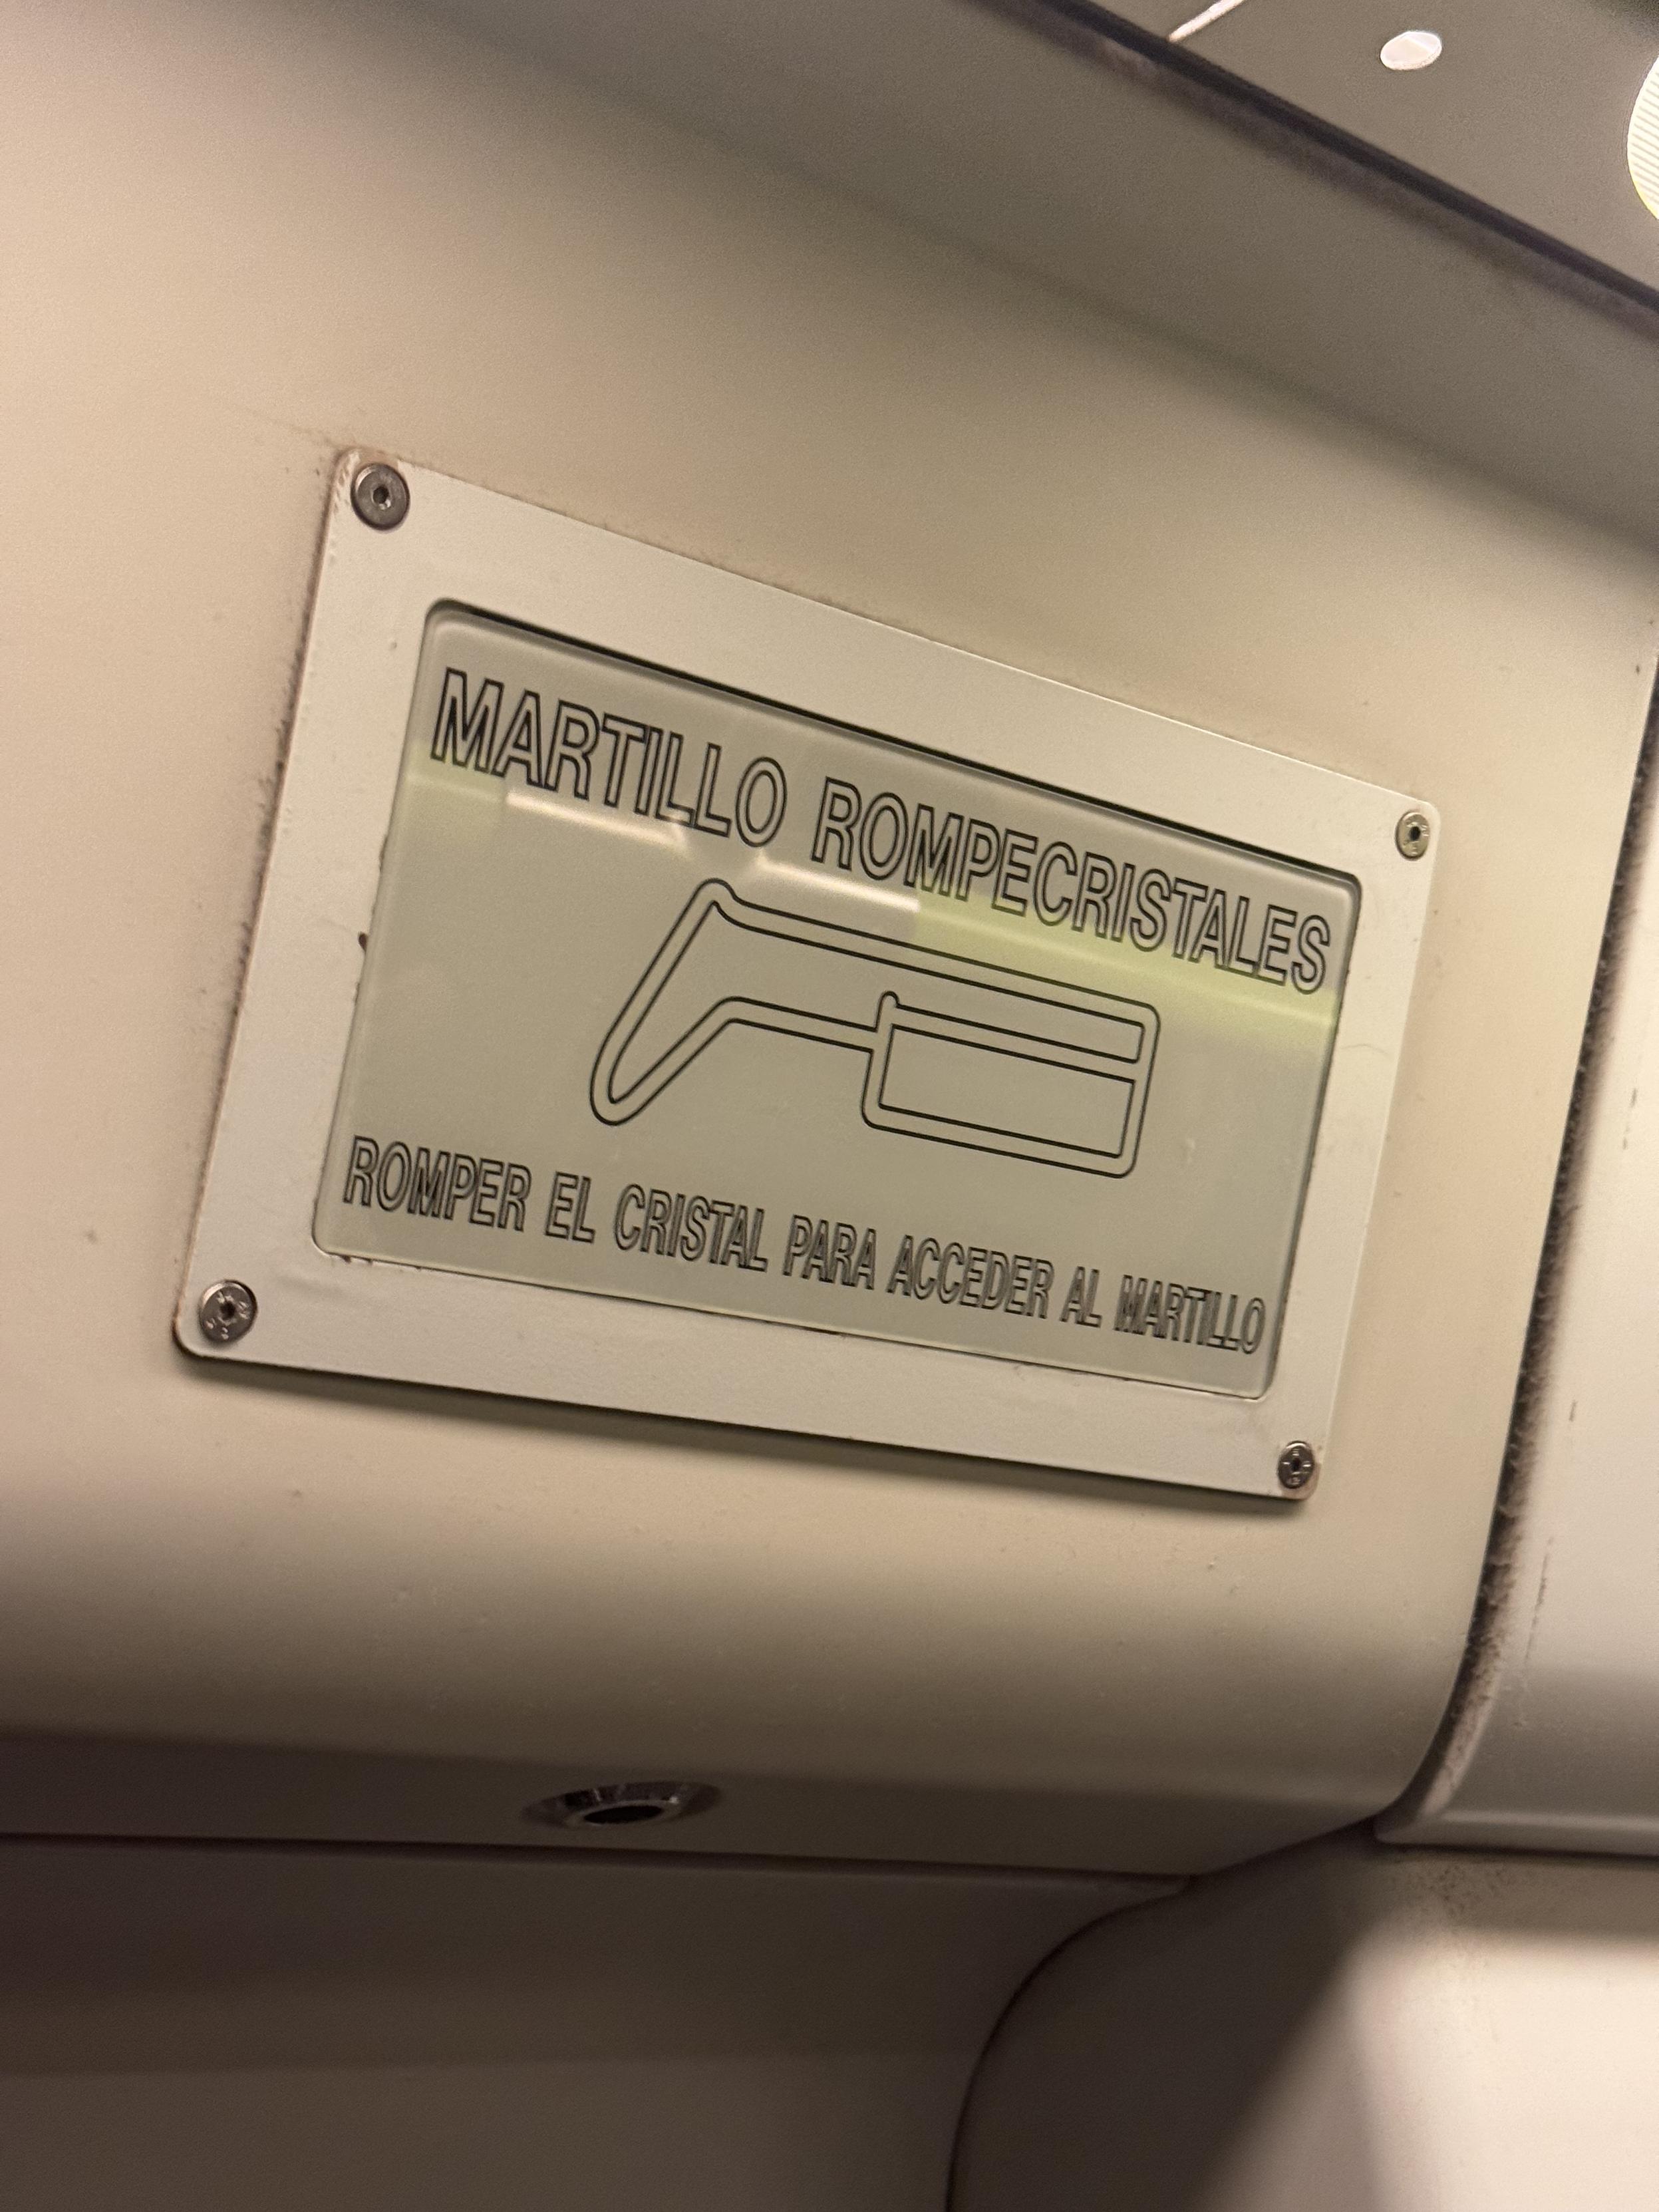 MARTILLO ROMPECRISTALES
ROMPER EL CRISTAL PARA ACCEDER AL MARTILLO